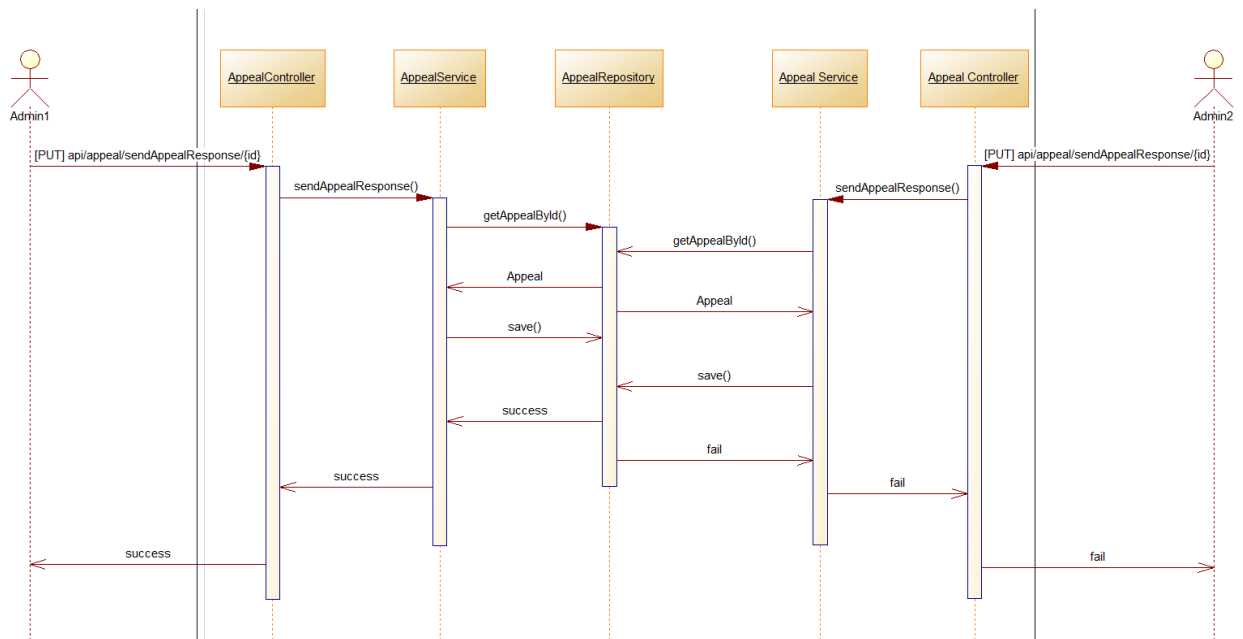 AppealController
AppealService
AppealRepository
Appeal Service
Appeal Controller
Admin1
Admin2
[PUT] api/appeal/sendAppealResponse/{id}
[PUT] api/appeal/sendAppealResponse/{id}
sendAppealResponse()
sendAppealResponse()
getAppealById()
getAppealById()
Appeal
Appeal
save()
save()
success
fail
success
fail
success
fail